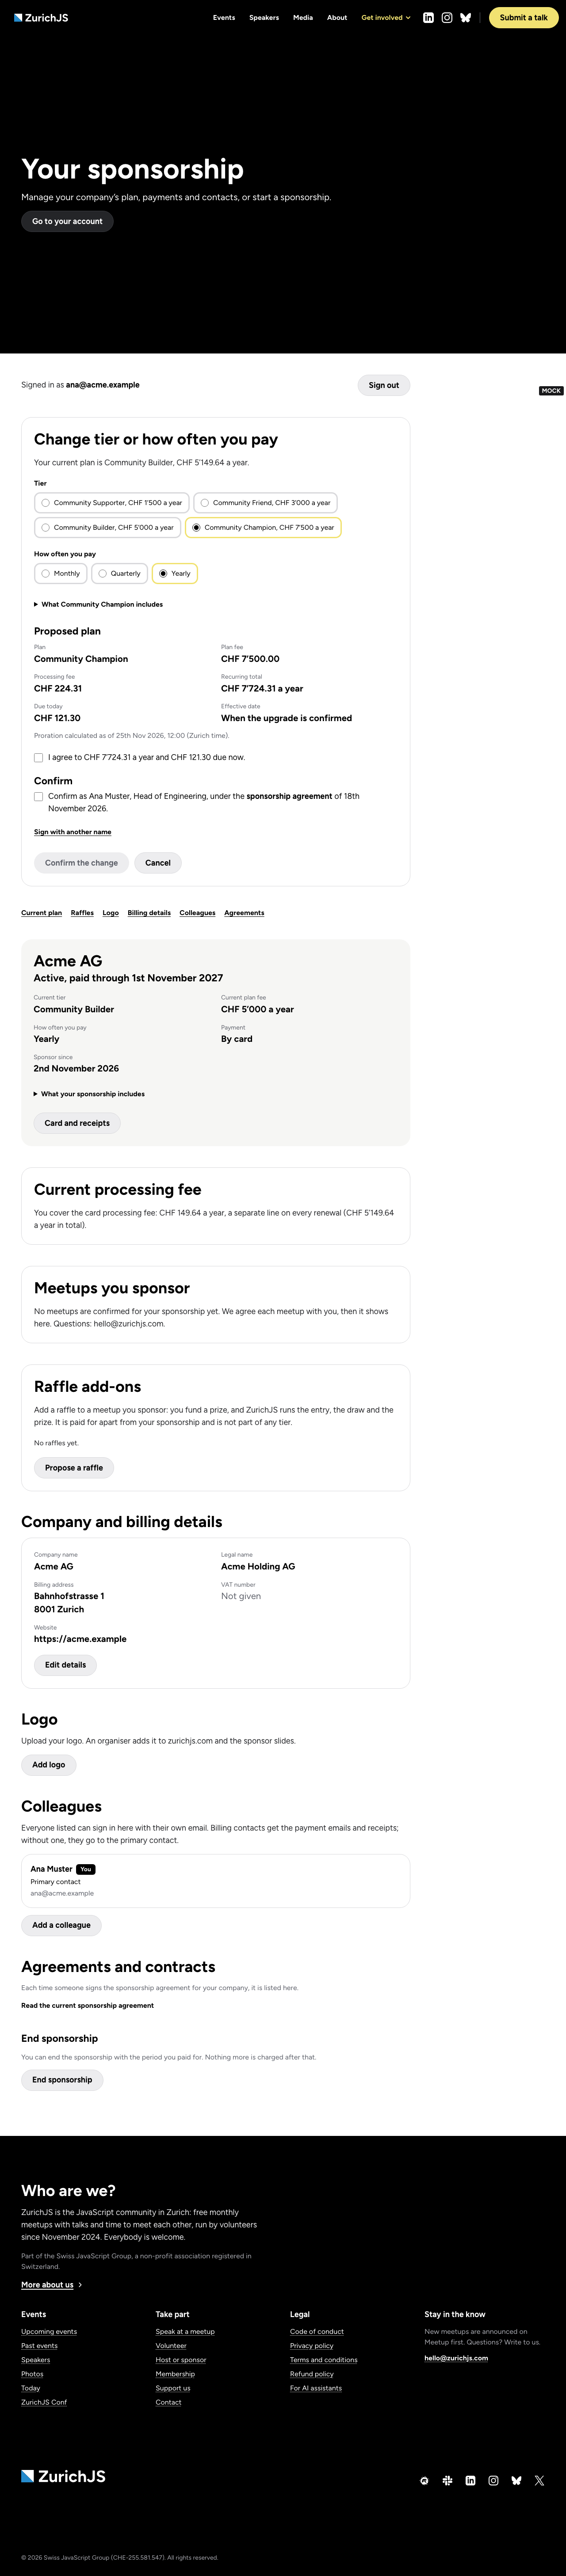 ZurichJS
Events
Speakers
Media
About
Get involved
Submit a talk
Your sponsorship
Manage your company's plan, payments and contacts, or start a sponsorship.
Go to your account
Signed in as ana@acme.example
Sign out
MOCK
Change tier or how often you pay
Your current plan is Community Builder, CHF 5'149.64 a year.
Tier
Community Supporter, CHF 1'500 a year
Community Friend, CHF 3'000 a year
Community Builder, CHF 5'000 a year
Community Champion, CHF 7'500 a year
How often you pay
Monthly
Quarterly
Yearly
What Community Champion includes
Proposed plan
Plan
Community Champion
Plan fee
CHF 7'500.00
Processing fee
CHF 224.31
Recurring total
CHF 7'724.31 a year
Due today
CHF 121.30
Effective date
When the upgrade is confirmed
Proration calculated as of 25th Nov 2026, 12:00 (Zurich time).
I agree to CHF 7'724.31 a year and CHF 121.30 due now.
Confirm
Confirm as Ana Muster, Head of Engineering, under the sponsorship agreement of 18th
November 2026.
Sign with another name
Confirm the change
Cancel
Current plan
Raffles
Logo
Billing details
Colleagues
Agreements
Acme AG
Active, paid through 1st November 2027
Current tier
Community Builder
Current plan fee
CHF 5'000 a year
How often you pay
Yearly
Payment
By card
Sponsor since
2nd November 2026
What your sponsorship includes
Card and receipts
Current processing fee
You cover the card processing fee: CHF 149.64 a year, a separate line on every renewal (CHF 5'149.64
a year in total).
Meetups you sponsor
No meetups are confirmed for your sponsorship yet. We agree each meetup with you, then it shows
here. Questions: hello@zurichjs.com.
Raffle add-ons
Add a raffle to a meetup you sponsor: you fund a prize, and ZurichJS runs the entry, the draw and the
prize. It is paid for apart from your sponsorship and is not part of any tier.
No raffles yet.
Propose a raffle
Company and billing details
Company name
Acme AG
Legal name
Acme Holding AG
Billing address
Bahnhofstrasse 1
8001 Zurich
VAT number
Not given
Website
https://acme.example
Edit details
Logo
Upload your logo. An organiser adds it to zurichjs.com and the sponsor slides.
Add logo
Colleagues
Everyone listed can sign in here with their own email. Billing contacts get the payment emails and receipts;
without one, they go to the primary contact.
Ana Muster
You
Primary contact
ana@acme.example
Add a colleague
Agreements and contracts
Each time someone signs the sponsorship agreement for your company, it is listed here.
Read the current sponsorship agreement
End sponsorship
You can end the sponsorship with the period you paid for. Nothing more is charged after that.
End sponsorship
Who are we?
ZurichJS is the JavaScript community in Zurich: free monthly
meetups with talks and time to meet each other, run by volunteers
since November 2024. Everybody is welcome.
Part of the Swiss JavaScript Group, a non-profit association registered in
Switzerland.
More about us
Events
Upcoming events
Past events
Speakers
Photos
Today
ZurichJS Conf
Take part
Speak at a meetup
Volunteer
Host or sponsor
Membership
Support us
Contact
Legal
Code of conduct
Privacy policy
Terms and conditions
Refund policy
For AI assistants
Stay in the know
New meetups are announced on
Meetup first. Questions? Write to us.
hello@zurichjs.com
ZurichJS
© 2026 Swiss JavaScript Group (CHE-255.581.547). All rights reserved.